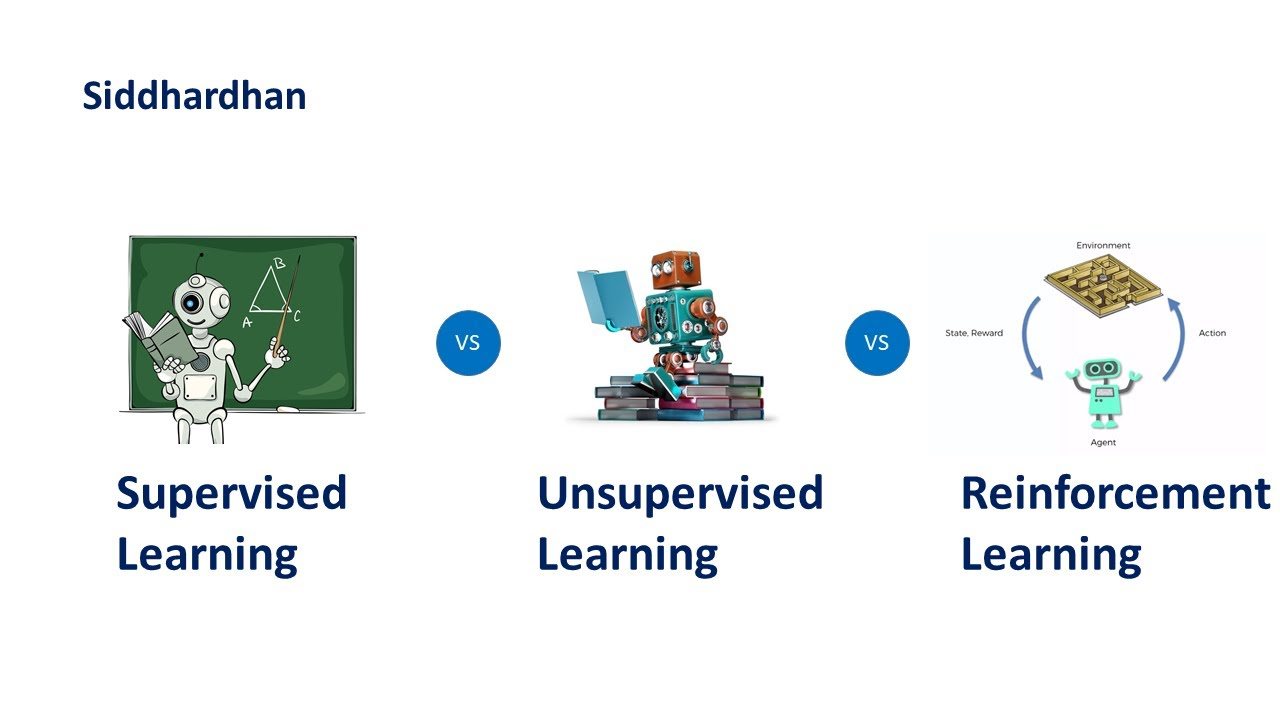 Siddhardhan
B
A
C
VS
VS
Environment
State, Reward
Action
Agent
Supervised
Learning
Unsupervised
Learning
Reinforcement
Learning